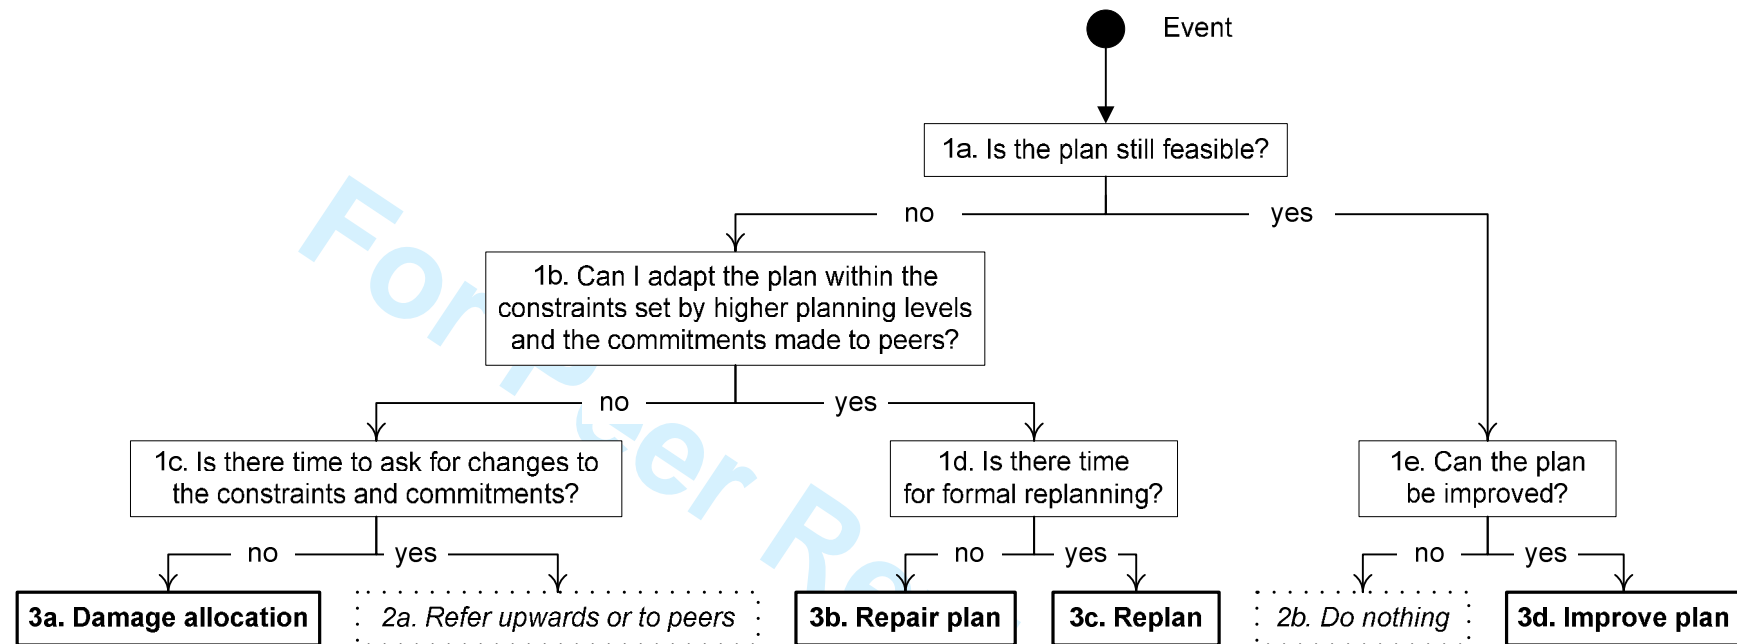 Event
1a. Is the plan still feasible?
no
yes
1b. Can I adapt the plan within the
constraints set by higher planning levels
and the commitments made to peers?
no
yes
1c. Is there time to ask for changes to
the constraints and commitments?
1d. Is there time
for formal replanning?
1e. Can the plan
be improved?
no
yes
no
yes
no
yes
3a. Damage allocation
2a. Refer upwards or to peers
3b. Repair plan
3c. Replan
2b. Do nothing
3d. Improve plan
For Peer Re